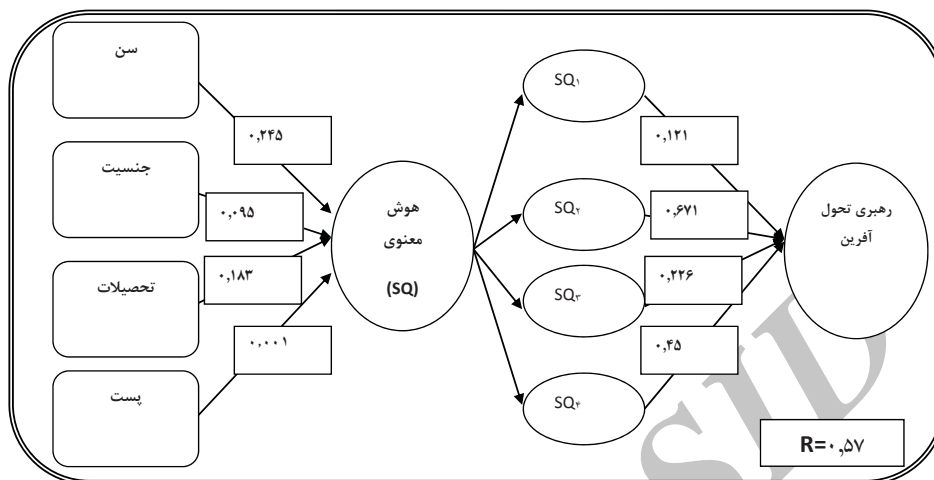 سن
جنسیت
تحصیلات
پست
۰,۲۴۵
۰,۰۹۵
۰,۱۸۳
۰,۰۰۱
هوش
معنوی
(SQ)
SQ۱
SQ۲
SQ۳
SQ۴
۰,۱۲۱
۰,۶۷۱
۰,۲۲۶
۰,۴۵
رهبری تحول
آفرین
R=۰,۵۷
SID